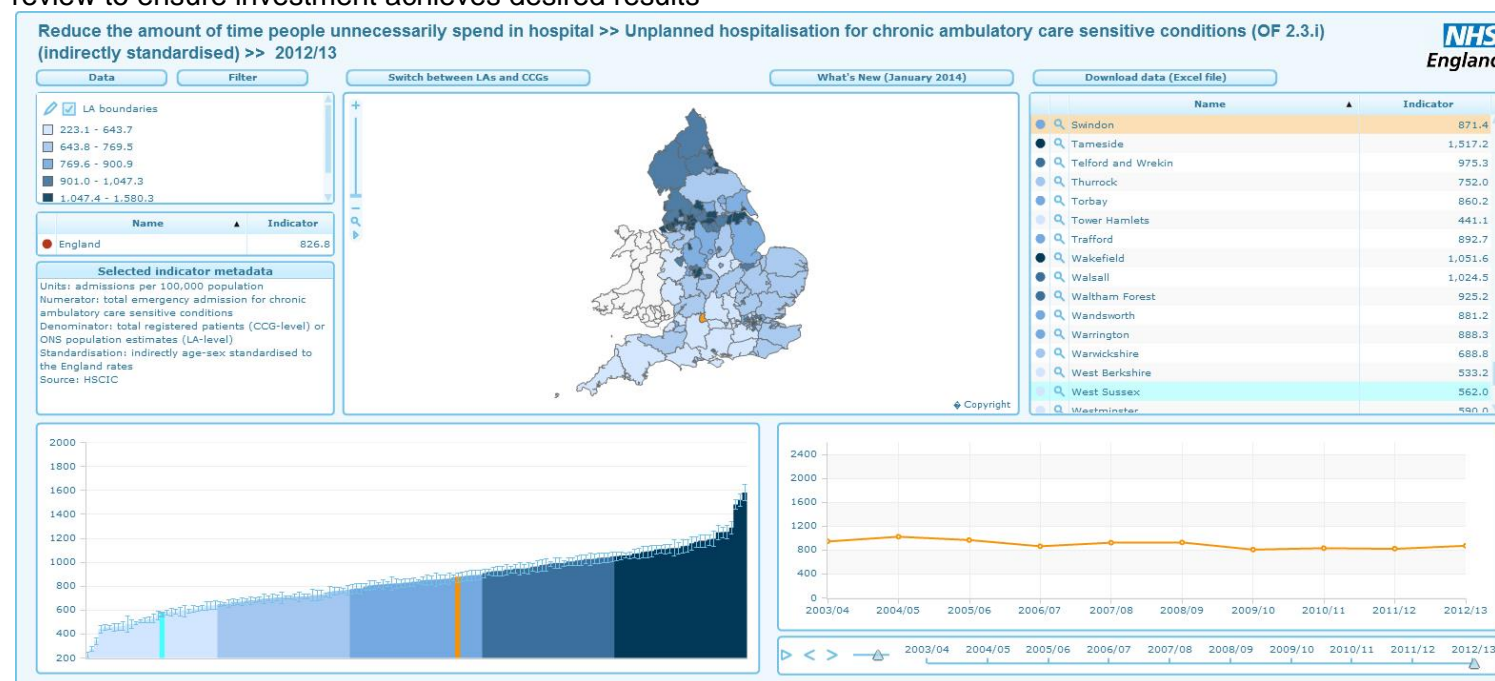 review to ensure investment achieves desired results
Reduce the amount of time people unnecessarily spend in hospital >> Unplanned hospitalisation for chronic ambulatory care sensitive conditions (OF 2.3.i)
(indirectly standardised) >> 2012/13
NHS
England
Data
Filter
Switch between LAs and CCGs
What's New (January 2014)
Download data (Excel file)
LA boundaries
223.1 - 643.7
643.8 - 769.5
769.6 - 900.9
901.0 - 1,047.3
1,047.4 - 1,580.3
Name ▲ Indicator
England 826.8
Selected indicator metadata
Units: admissions per 100,000 population
Numerator: total emergency admission for chronic
ambulatory care sensitive conditions
Denominator: total registered patients (CCG-level) or
ONS population estimates (LA-level)
Standardisation: indirectly age-sex standardised to
the England rates
Source: HSCIC
Copyright
Name ▲ Indicator
Swindon 871.4
Tameside 1,517.2
Telford and Wrekin 975.3
Thurrock 752.0
Torbay 860.2
Tower Hamlets 441.1
Trafford 892.7
Wakefield 1,051.6
Walsall 1,024.5
Waltham Forest 925.2
Wandsworth 881.2
Warrington 888.3
Warwickshire 688.8
West Berkshire 533.2
West Sussex 562.0
Westminster 590.0
2000
1800
1600
1400
1200
1000
800
600
400
200
2400
2000
1600
1200
800
400
0
2003/04 2004/05 2005/06 2006/07 2007/08 2008/09 2009/10 2010/11 2011/12 2012/13
2003/04 2004/05 2005/06 2006/07 2007/08 2008/09 2009/10 2010/11 2011/12 2012/13